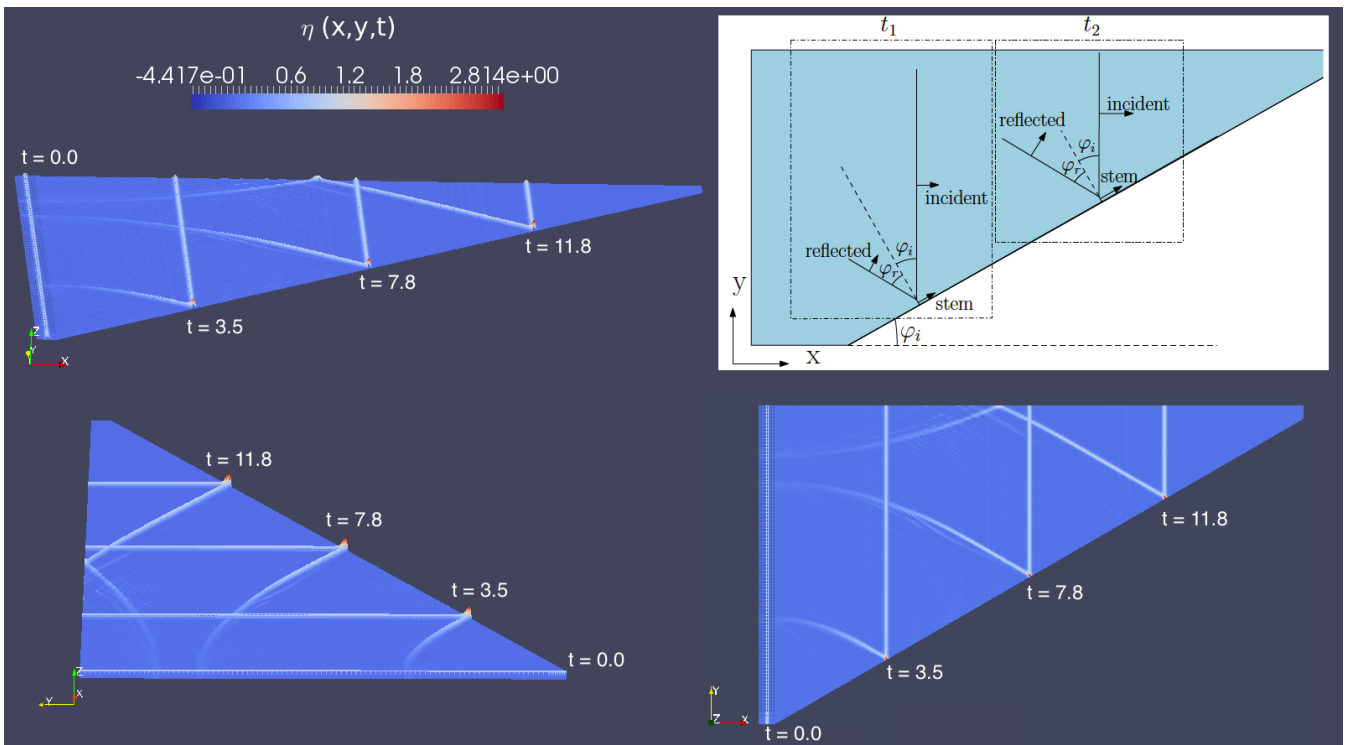 η (x,y,t)
-4.417e-01 0.6 1.2 1.8 2.814e+00
t = 0.0
t = 11.8
t = 7.8
t = 3.5
Z
Y
X
t₁
t₂
incident
reflected
φᵢ
φᵣ
stem
incident
reflected
φᵢ
φᵣ
stem
y
φᵢ
x
t = 11.8
t = 7.8
t = 3.5
t = 0.0
Z
Y
X
t = 11.8
t = 7.8
t = 3.5
Y
Z
X
t = 0.0